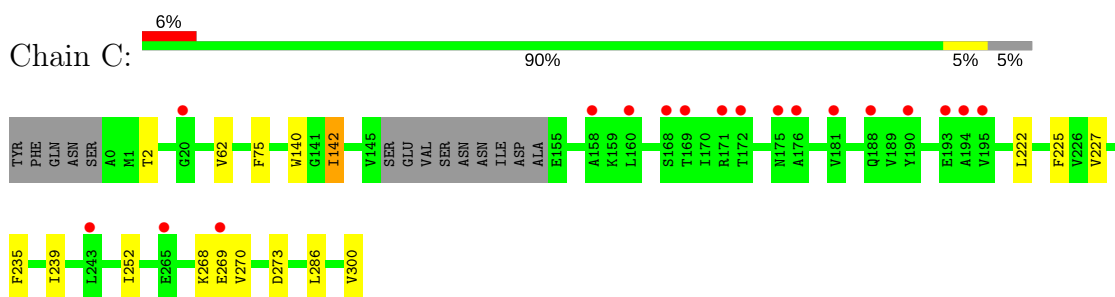 6%
Chain C:
90% 5% 5%
TYR PHE GLN ASN SER A0 M1 T2 G20 V62 F75 W140 G141 I142 V145 SER GLU VAL SER ASN ASN ILE ASP ALA E155 A158 K159 L160 S168 T169 I170 R171 T172 N175 A176 V181 Q188 V189 Y190 E193 A194 V195 L222 F225 V226 V227
F235 I239 L243 I252 E265 K268 E269 V270 D273 L286 V300